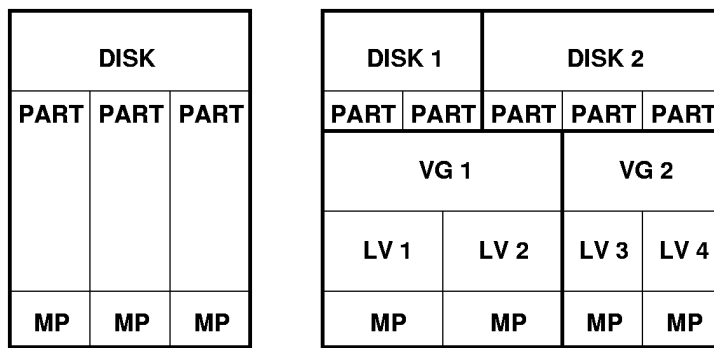 DISK
PART PART PART
MP MP MP
DISK 1 DISK 2
PART PART PART PART PART
VG 1 VG 2
LV 1 LV 2 LV 3 LV 4
MP MP MP MP